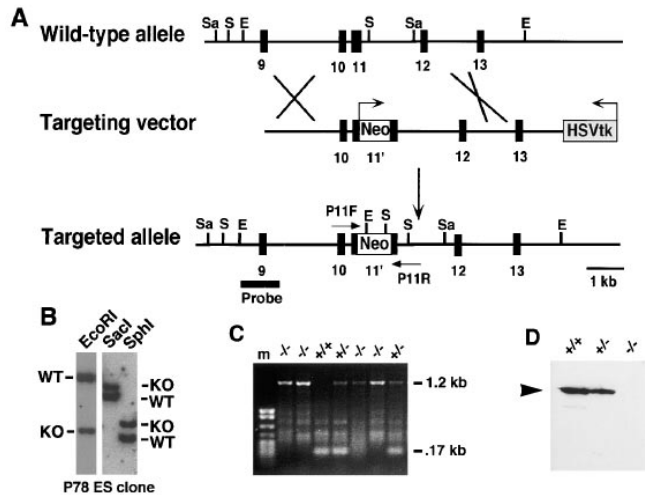 A
Sa S E S Sa E
Wild-type allele
9 10 11 12 13
Targeting vector
Neo HSVtk
10 11' 12 13
P11F E S
Sa S E S Sa E
Targeted allele
Neo
9 10 11' P11R 12 13
Probe
1 kb
B
EcoRI SacI SphI
WT KO
WT
KO
KO WT
P78 ES clone
C
m -/- -/- +/+ +/- -/- -/- +/-
1.2 kb
.17 kb
D
+/+ +/- -/-